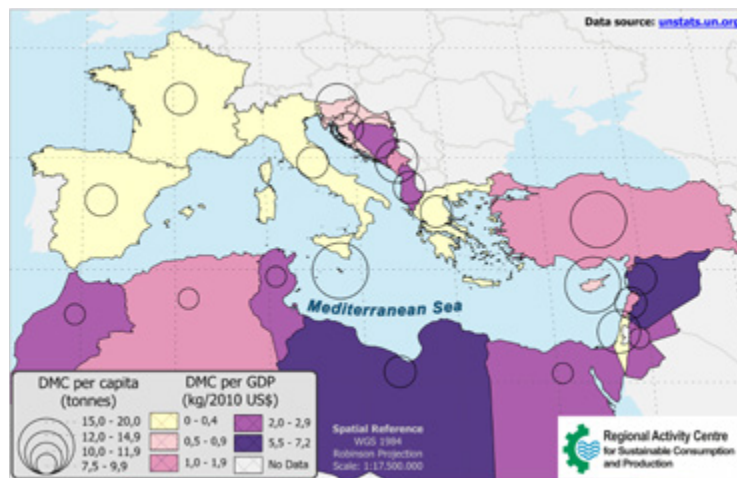 Data source: unstats.un.org
Mediterranean Sea
DMC per capita
(tonnes)
15,0 - 20,0
12,0 - 14,9
10,0 - 11,9
7,5 - 9,9
DMC per GDP
(kg/2010 US$)
0 - 0,4
0,5 - 0,9
1,0 - 1,9
2,0 - 2,9
5,5 - 7,2
No Data
Spatial Reference
WGS 1984
Robinson Projection
Scale: 1:17.500.000
Regional Activity Centre
for Sustainable Consumption
and Production